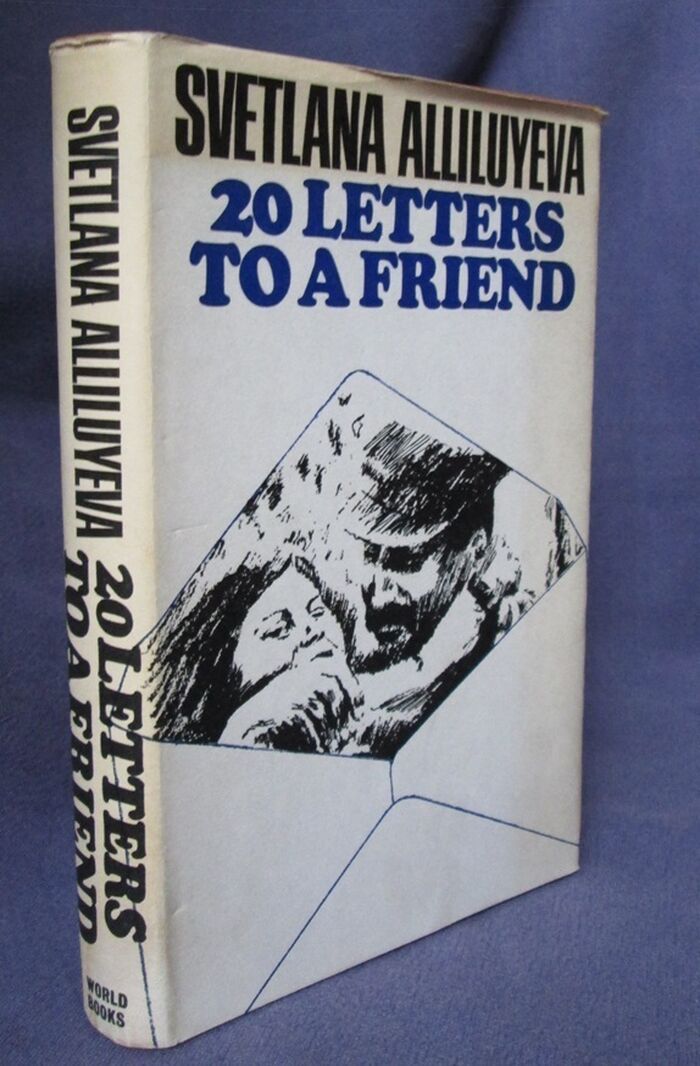 SVETLANA ALLILUYEVA
20 LETTERS
TO A FRIEND
SVETLANA ALLILUYEVA
20 LETTERS
TO A FRIEND
WORLD
BOOKS